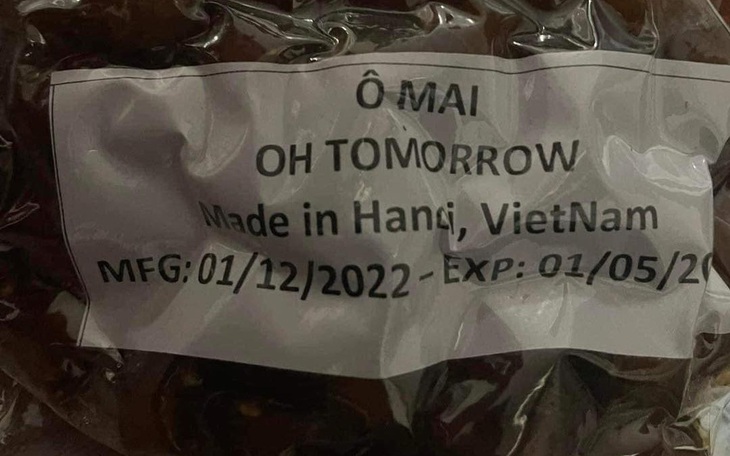 Ô MAI
OH TOMORROW
Made in Hanoi, VietNam
MFG: 01/12/2022 - EXP: 01/05/20